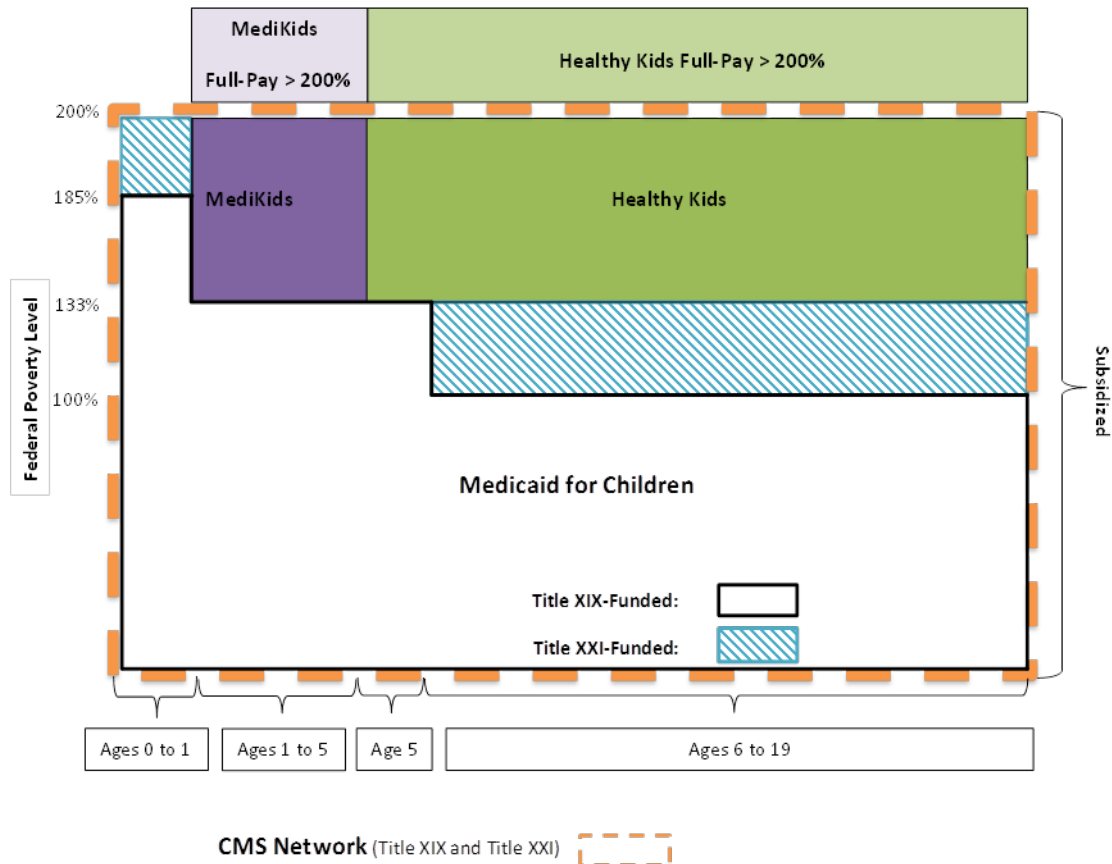 MediKids
Full-Pay > 200%
Healthy Kids Full-Pay > 200%
200%
185%
MediKids
Healthy Kids
133%
100%
Federal Poverty Level
Subsidized
Medicaid for Children
Title XIX-Funded:
Title XXI-Funded:
Ages 0 to 1
Ages 1 to 5
Age 5
Ages 6 to 19
CMS Network (Title XIX and Title XXI)